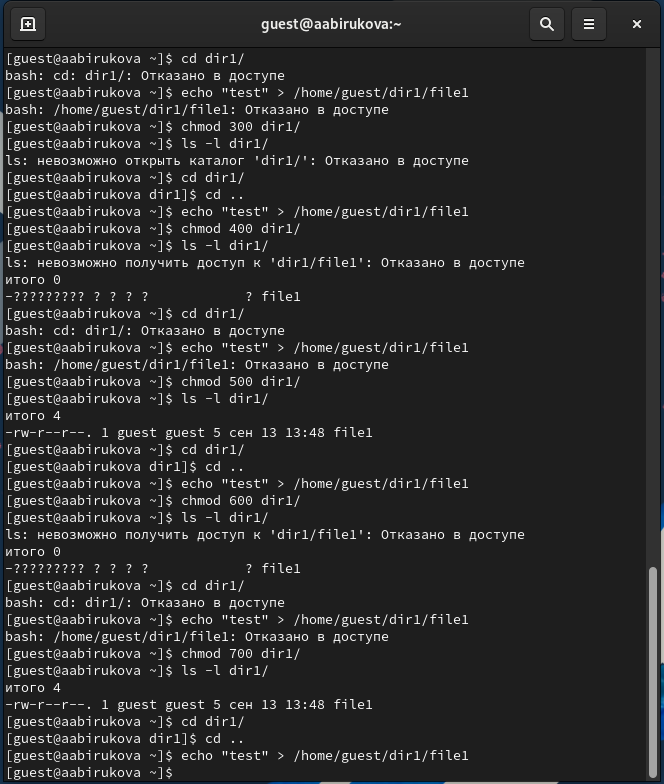 guest@aabirukova:~
[guest@aabirukova ~]$ cd dir1/
bash: cd: dir1/: Отказано в доступе
[guest@aabirukova ~]$ echo "test" > /home/guest/dir1/file1
bash: /home/guest/dir1/file1: Отказано в доступе
[guest@aabirukova ~]$ chmod 300 dir1/
[guest@aabirukova ~]$ ls -l dir1/
ls: невозможно открыть каталог 'dir1/': Отказано в доступе
[guest@aabirukova ~]$ cd dir1/
[guest@aabirukova dir1]$ cd ..
[guest@aabirukova ~]$ echo "test" > /home/guest/dir1/file1
[guest@aabirukova ~]$ chmod 400 dir1/
[guest@aabirukova ~]$ ls -l dir1/
ls: невозможно получить доступ к 'dir1/file1': Отказано в доступе
итого 0
-????????? ? ? ? ?            ? file1
[guest@aabirukova ~]$ cd dir1/
bash: cd: dir1/: Отказано в доступе
[guest@aabirukova ~]$ echo "test" > /home/guest/dir1/file1
bash: /home/guest/dir1/file1: Отказано в доступе
[guest@aabirukova ~]$ chmod 500 dir1/
[guest@aabirukova ~]$ ls -l dir1/
итого 4
-rw-r--r--. 1 guest guest 5 сен 13 13:48 file1
[guest@aabirukova ~]$ cd dir1/
[guest@aabirukova dir1]$ cd ..
[guest@aabirukova ~]$ echo "test" > /home/guest/dir1/file1
[guest@aabirukova ~]$ chmod 600 dir1/
[guest@aabirukova ~]$ ls -l dir1/
ls: невозможно получить доступ к 'dir1/file1': Отказано в доступе
итого 0
-????????? ? ? ? ?            ? file1
[guest@aabirukova ~]$ cd dir1/
bash: cd: dir1/: Отказано в доступе
[guest@aabirukova ~]$ echo "test" > /home/guest/dir1/file1
bash: /home/guest/dir1/file1: Отказано в доступе
[guest@aabirukova ~]$ chmod 700 dir1/
[guest@aabirukova ~]$ ls -l dir1/
итого 4
-rw-r--r--. 1 guest guest 5 сен 13 13:48 file1
[guest@aabirukova ~]$ cd dir1/
[guest@aabirukova dir1]$ cd ..
[guest@aabirukova ~]$ echo "test" > /home/guest/dir1/file1
[guest@aabirukova ~]$